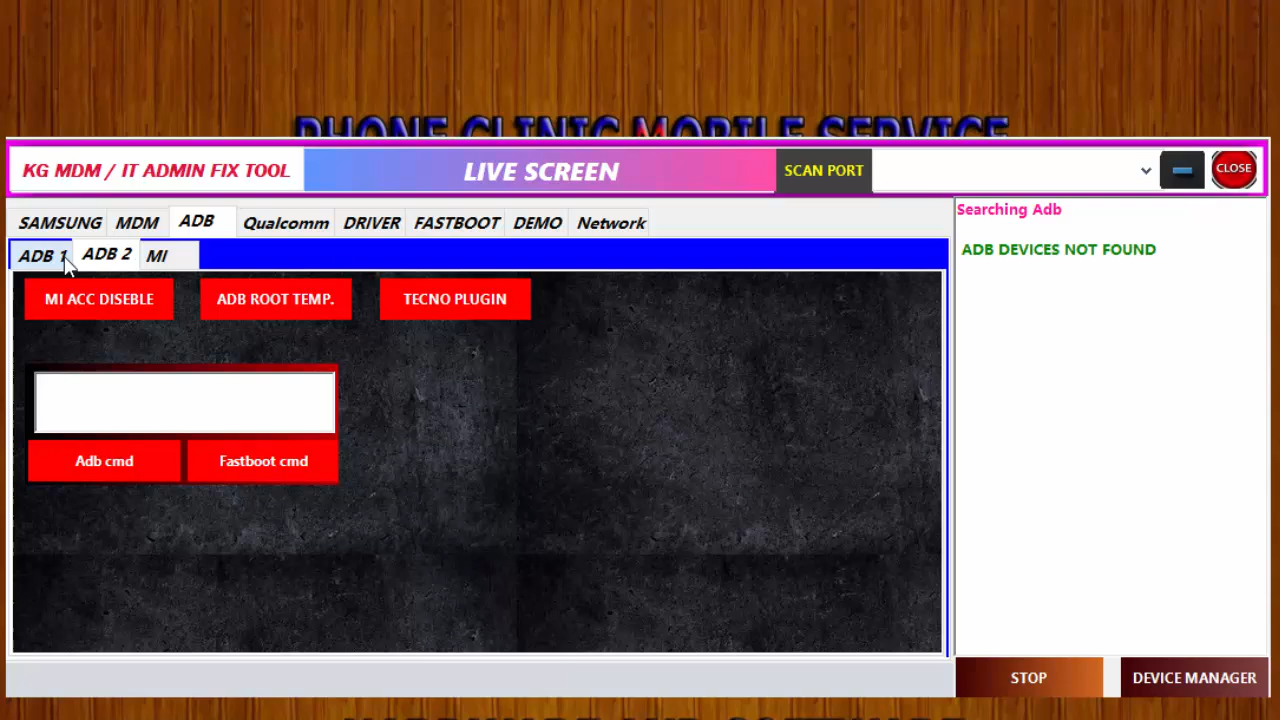 PHONE CLINIC MOBILE SERVICE
KG MDM / IT ADMIN FIX TOOL LIVE SCREEN SCAN PORT CLOSE
SAMSUNG MDM ADB Qualcomm DRIVER FASTBOOT DEMO Network
Searching Adb
ADB 1 ADB 2 MI
ADB DEVICES NOT FOUND
MI ACC DISEBLE ADB ROOT TEMP. TECNO PLUGIN
Adb cmd Fastboot cmd
STOP DEVICE MANAGER